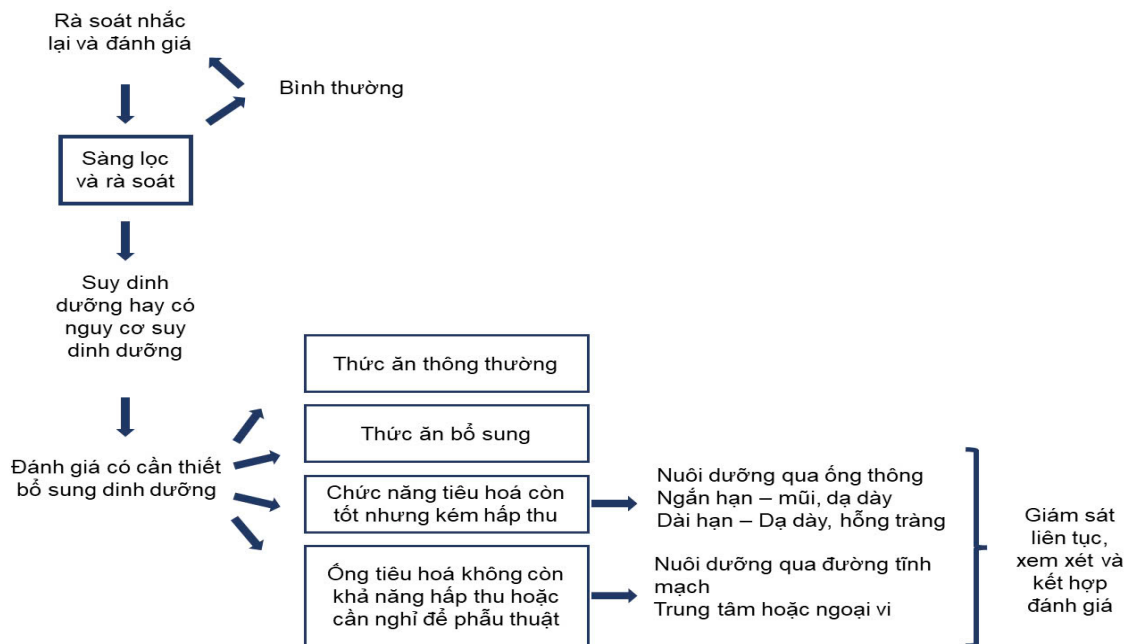 Rà soát nhắc
lại và đánh giá
Bình thường
Sàng lọc
và rà soát
Suy dinh
dưỡng hay có
nguy cơ suy
dinh dưỡng
Đánh giá có cần thiết
bổ sung dinh dưỡng
Thức ăn thông thường
Thức ăn bổ sung
Chức năng tiêu hoá còn
tốt nhưng kém hấp thu
Ống tiêu hoá không còn
khả năng hấp thu hoặc
cần nghỉ để phẫu thuật
Nuôi dưỡng qua ống thông
Ngắn hạn – mũi, dạ dày
Dài hạn – Dạ dày, hỗng tràng
Nuôi dưỡng qua đường tĩnh
mạch
Trung tâm hoặc ngoại vi
Giám sát
liên tục,
xem xét và
kết hợp
đánh giá